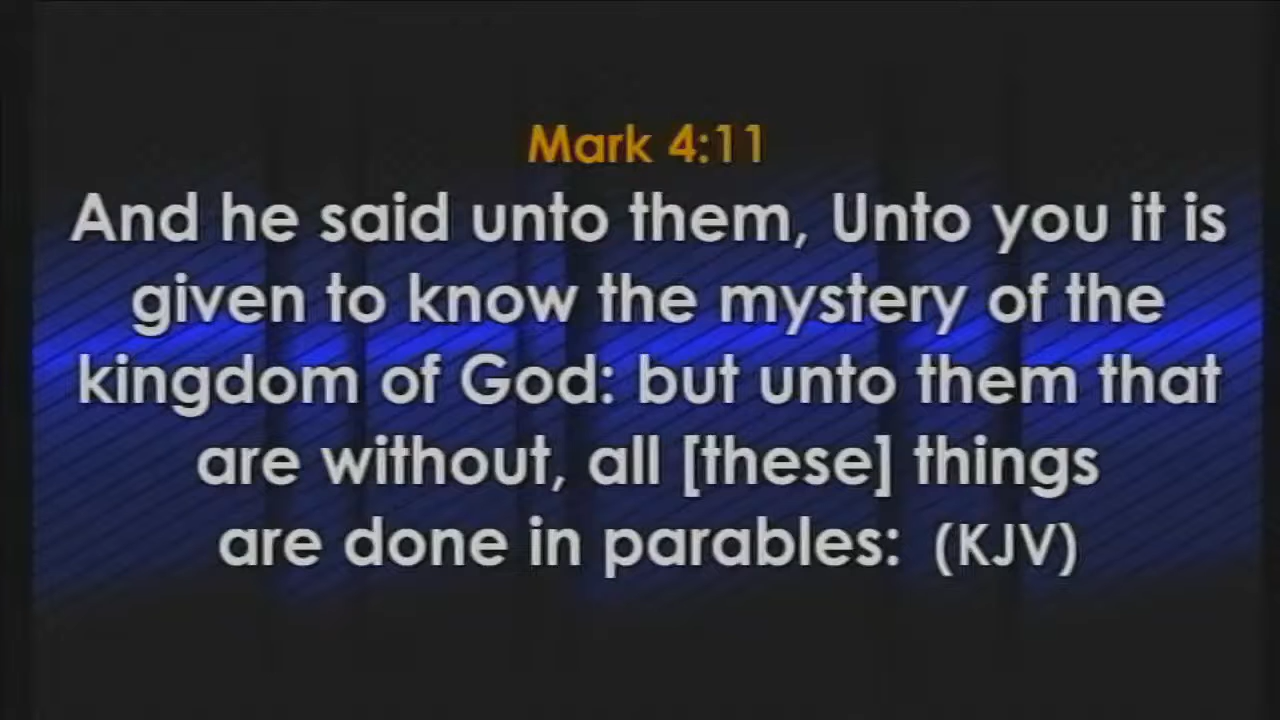 Mark 4:11
And he said unto them, Unto you it is
given to know the mystery of the
kingdom of God: but unto them that
are without, all [these] things
are done in parables: (KJV)